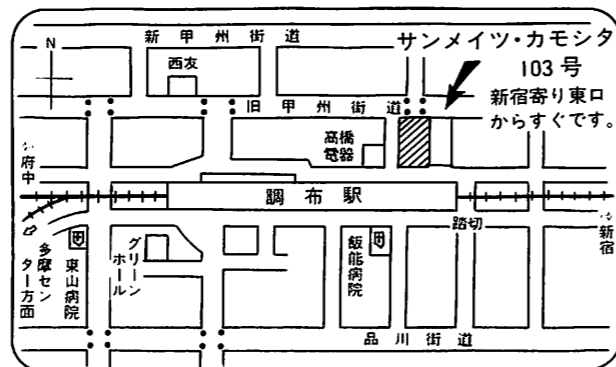 新甲州街道
サンメイツ・カモシタ
103号
新宿寄り東口
からすぐです。
N
西友
旧甲州街道
高橋
電器
⇦府中
調布駅
踏切
⇨新宿
多摩セン
ター方面
東山病院
グリーン
ホール
飯能病院
品川街道